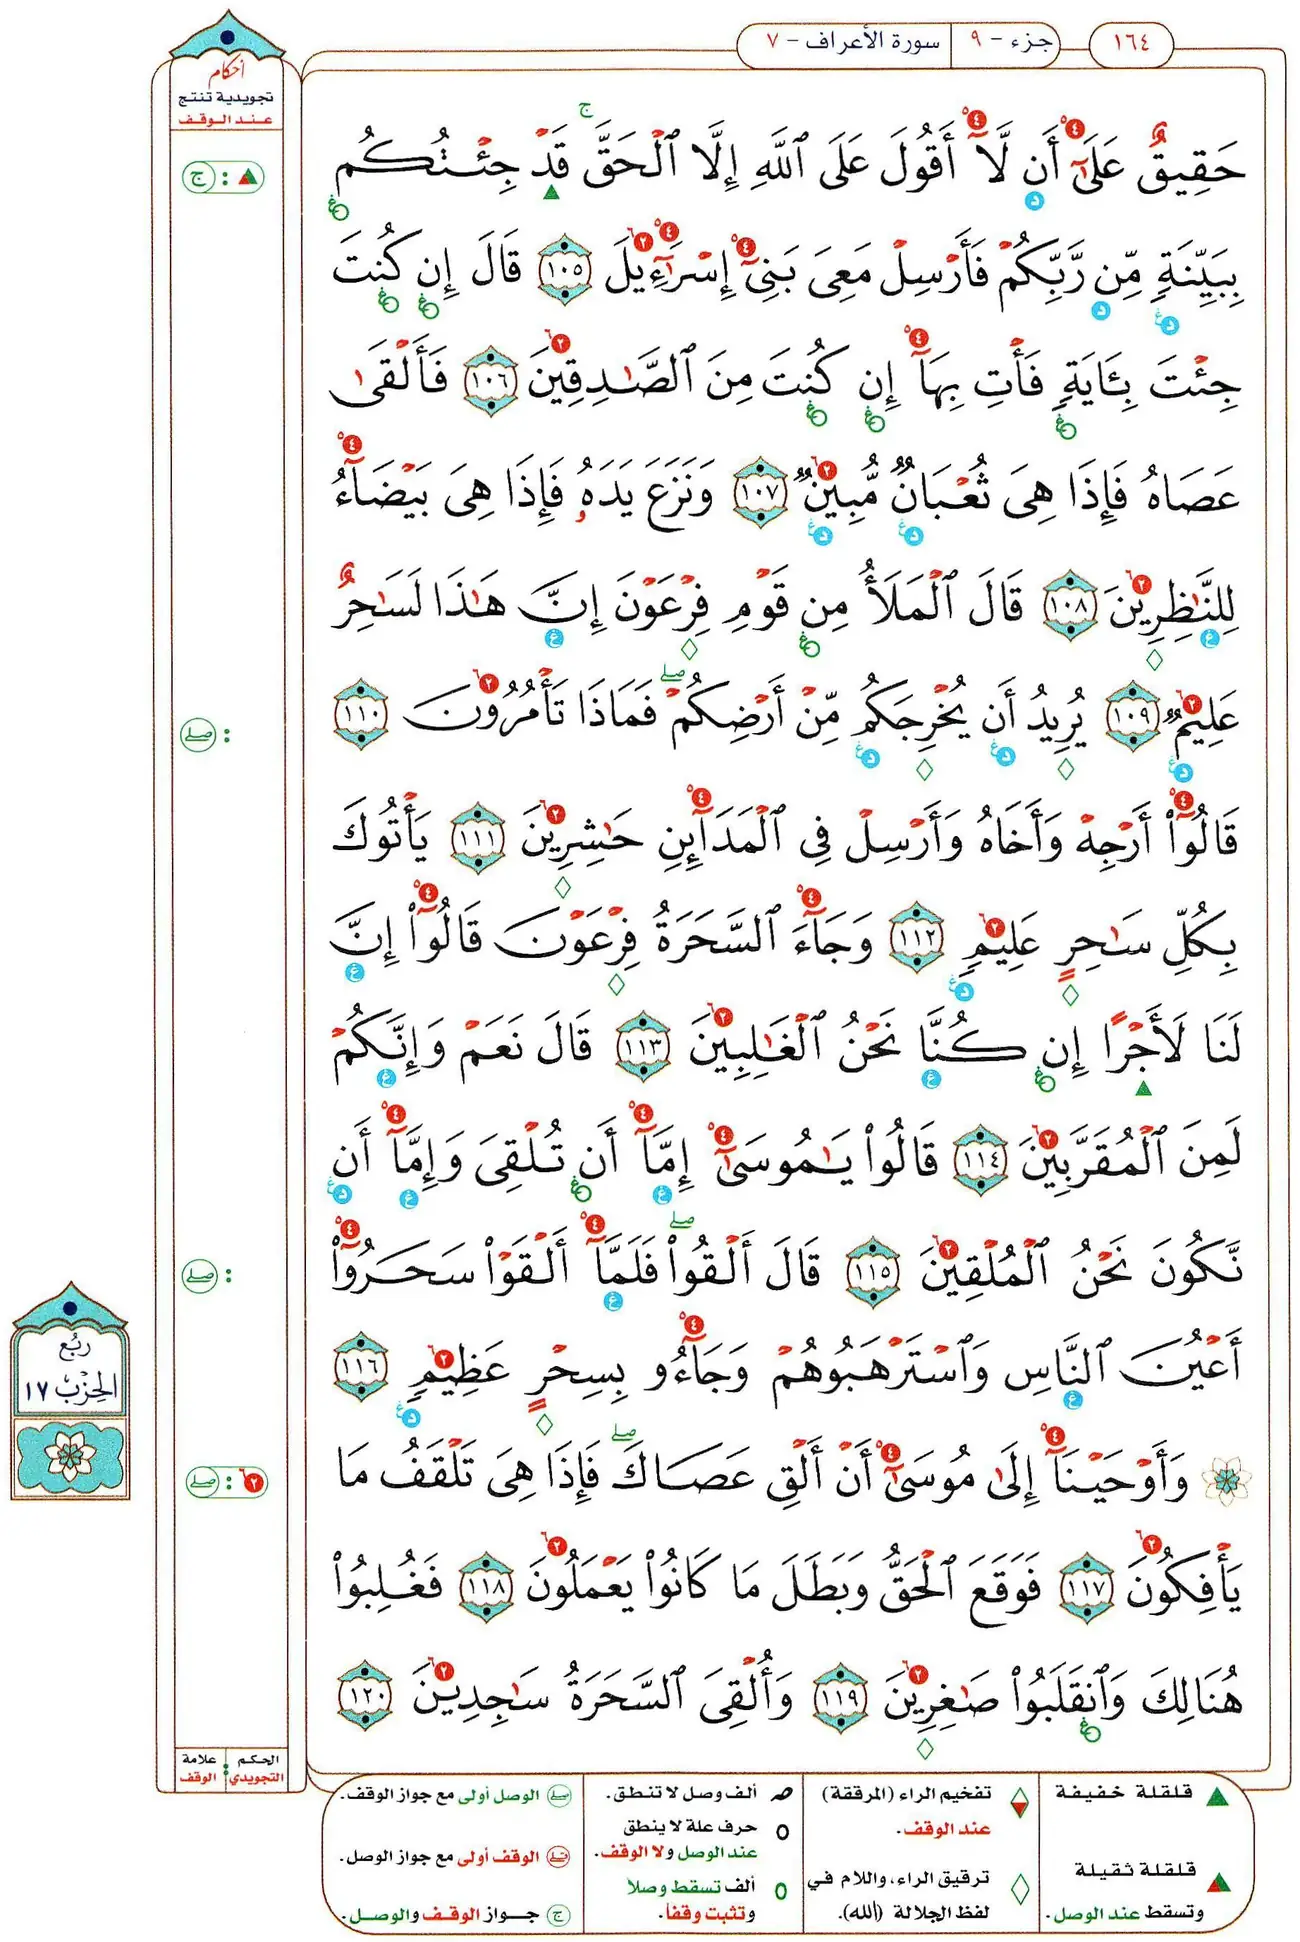 ١٦٤
جزء - ٩
سورة الأعراف - ٧
أحكام
تجويدية تنتج
عند الوقف
حَقِيقٌ عَلَىٰٓ أَن لَّآ أَقُولَ عَلَى ٱللَّهِ إِلَّا ٱلْحَقَّ ۚ قَدْ جِئْتُكُم
بِبَيِّنَةٍ مِّن رَّبِّكُمْ فَأَرْسِلْ مَعِىَ بَنِىٓ إِسْرَٰٓءِيلَ ١٠٥ قَالَ إِن كُنتَ
جِئْتَ بِـَٔايَةٍ فَأْتِ بِهَآ إِن كُنتَ مِنَ ٱلصَّٰدِقِينَ ١٠٦ فَأَلْقَىٰ
عَصَاهُ فَإِذَا هِىَ ثُعْبَانٌ مُّبِينٌ ١٠٧ وَنَزَعَ يَدَهُۥ فَإِذَا هِىَ بَيْضَآءُ
لِلنَّٰظِرِينَ ١٠٨ قَالَ ٱلْمَلَأُ مِن قَوْمِ فِرْعَوْنَ إِنَّ هَٰذَا لَسَٰحِرٌ
عَلِيمٌ ١٠٩ يُرِيدُ أَن يُخْرِجَكُم مِّنْ أَرْضِكُمْ ۖ فَمَاذَا تَأْمُرُونَ ١١٠
قَالُوٓا۟ أَرْجِهْ وَأَخَاهُ وَأَرْسِلْ فِى ٱلْمَدَآئِنِ حَٰشِرِينَ ١١١ يَأْتُوكَ
بِكُلِّ سَٰحِرٍ عَلِيمٍ ١١٢ وَجَآءَ ٱلسَّحَرَةُ فِرْعَوْنَ قَالُوٓا۟ إِنَّ
لَنَا لَأَجْرًا إِن كُنَّا نَحْنُ ٱلْغَٰلِبِينَ ١١٣ قَالَ نَعَمْ وَإِنَّكُمْ
لَمِنَ ٱلْمُقَرَّبِينَ ١١٤ قَالُوا۟ يَٰمُوسَىٰٓ إِمَّآ أَن تُلْقِىَ وَإِمَّآ أَن
نَّكُونَ نَحْنُ ٱلْمُلْقِينَ ١١٥ قَالَ أَلْقُوا۟ ۖ فَلَمَّآ أَلْقَوْا۟ سَحَرُوٓا۟
أَعْيُنَ ٱلنَّاسِ وَٱسْتَرْهَبُوهُمْ وَجَآءُو بِسِحْرٍ عَظِيمٍ ١١٦
وَأَوْحَيْنَآ إِلَىٰ مُوسَىٰٓ أَنْ أَلْقِ عَصَاكَ ۖ فَإِذَا هِىَ تَلْقَفُ مَا
يَأْفِكُونَ ١١٧ فَوَقَعَ ٱلْحَقُّ وَبَطَلَ مَا كَانُوا۟ يَعْمَلُونَ ١١٨ فَغُلِبُوا۟
هُنَالِكَ وَٱنقَلَبُوا۟ صَٰغِرِينَ ١١٩ وَأُلْقِىَ ٱلسَّحَرَةُ سَٰجِدِينَ ١٢٠
ج :
صلے :
صلے :
٢ : صلے
ربع
الحزب ١٧
الحكم التجويدي : علامة الوقف
قلقلة خفيفة
قلقلة ثقيلة
وتسقط عند الوصل.
تفخيم الراء (المرققة)
عند الوقف.
ترقيق الراء، واللام في
لفظ الجلالة (الله).
ألف وصل لا تنطق.
حرف علة لا ينطق
عند الوصل ولا الوقف.
ألف تسقط وصلا
وتثبت وقفا.
صلے الوصل أولى مع جواز الوقف.
قلے الوقف أولى مع جواز الوصل.
ج جواز الوقف والوصل.